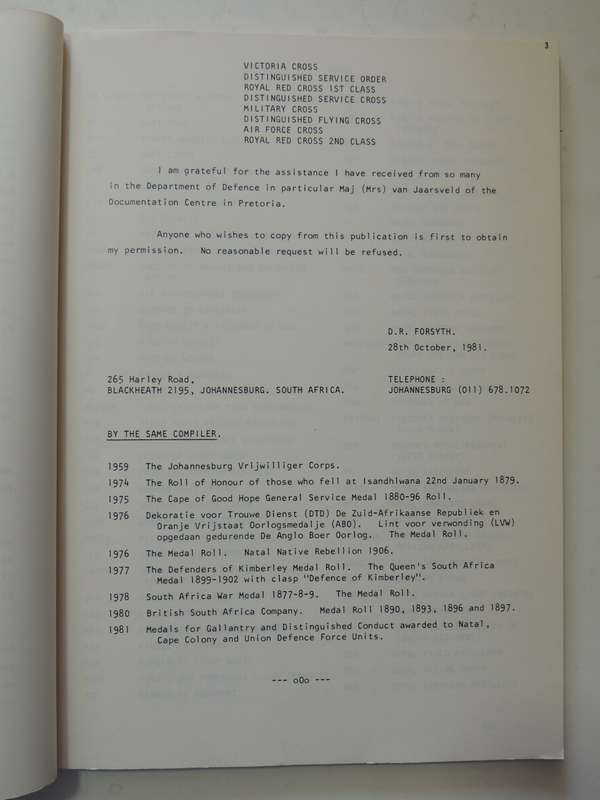 3
VICTORIA CROSS
DISTINGUISHED SERVICE ORDER
ROYAL RED CROSS 1ST CLASS
DISTINGUISHED SERVICE CROSS
MILITARY CROSS
DISTINGUISHED FLYING CROSS
AIR FORCE CROSS
ROYAL RED CROSS 2ND CLASS
I am grateful for the assistance I have received from so many
in the Department of Defence in particular Maj (Mrs) van Jaarsveld of the
Documentation Centre in Pretoria.
Anyone who wishes to copy from this publication is first to obtain
my permission. No reasonable request will be refused.
D.R. FORSYTH.
28th October, 1981.
265 Harley Road,
BLACKHEATH 2195, JOHANNESBURG. SOUTH AFRICA.
TELEPHONE :
JOHANNESBURG (011) 678.1072
BY THE SAME COMPILER.
1959 The Johannesburg Vrijwilliger Corps.
1974 The Roll of Honour of those who fell at Isandhlwana 22nd January 1879.
1975 The Cape of Good Hope General Service Medal 1880-96 Roll.
1976 Dekoratie voor Trouwe Dienst (DTD) De Zuid-Afrikaanse Republiek en
Oranje Vrijstaat Oorlogsmedalje (ABO). Lint voor verwonding (LVW)
opgedaan gedurende De Anglo Boer Oorlog. The Medal Roll.
1976 The Medal Roll. Natal Native Rebellion 1906.
1977 The Defenders of Kimberley Medal Roll. The Queen's South Africa
Medal 1899-1902 with clasp "Defence of Kimberley".
1978 South Africa War Medal 1877-8-9. The Medal Roll.
1980 British South Africa Company. Medal Roll 1890, 1893, 1896 and 1897.
1981 Medals for Gallantry and Distinguished Conduct awarded to Natal,
Cape Colony and Union Defence Force Units.
--- oOo ---